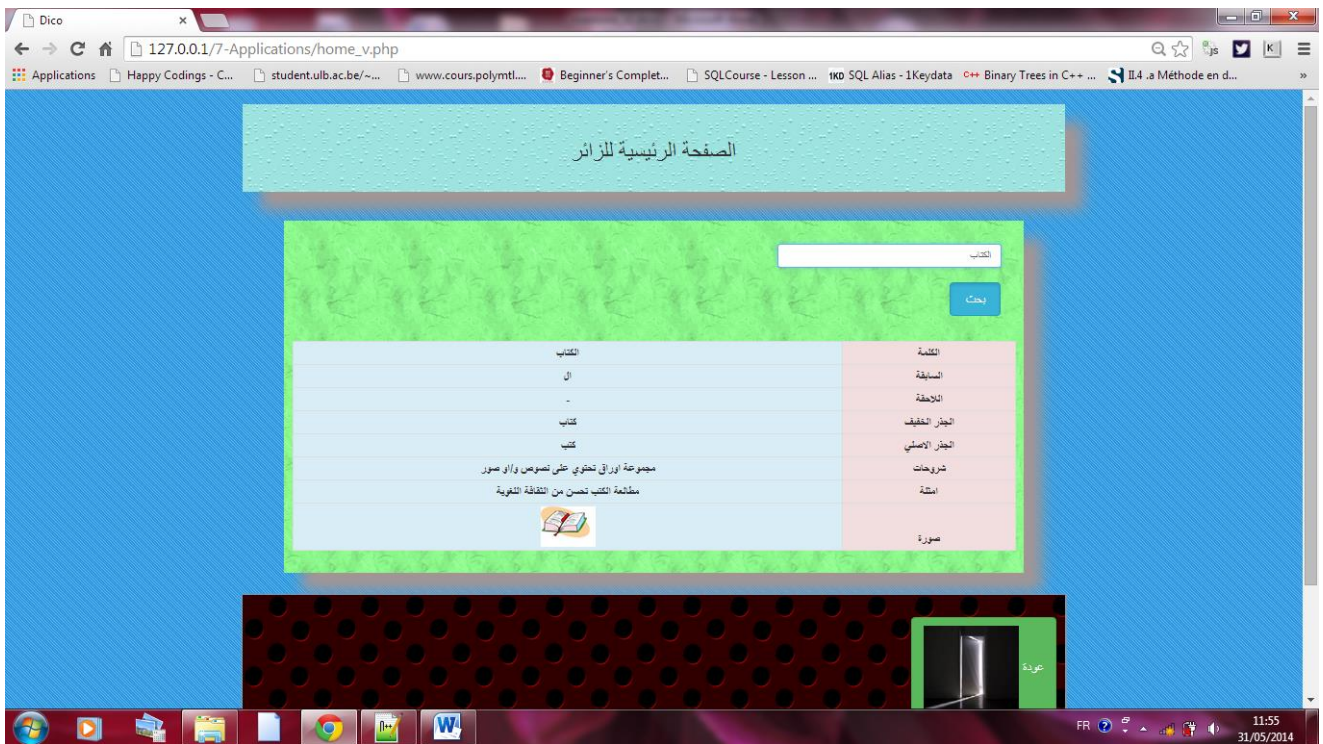 Dico
127.0.0.1/7-Applications/home_v.php
Applications Happy Codings - C... student.ulb.ac.be/~... www.cours.polymtl.... Beginner's Complet... SQLCourse - Lesson ... 1KD SQL Alias - 1Keydata C++ Binary Trees in C++ ... II.4 .a Méthode en d... »
الصفحة الرئيسية للزائر
الكتاب
بحث
الكلمة الكتاب
السابقة ال
اللاحقة -
الجذر الخفيف كتاب
الجذر الاصلي كتب
شروحات مجموعة اوراق تحتوي على نصوص و/او صور
امثلة مطالعة الكتب تحسن من الثقافة اللغوية
صورة
عودة
FR 11:55
31/05/2014